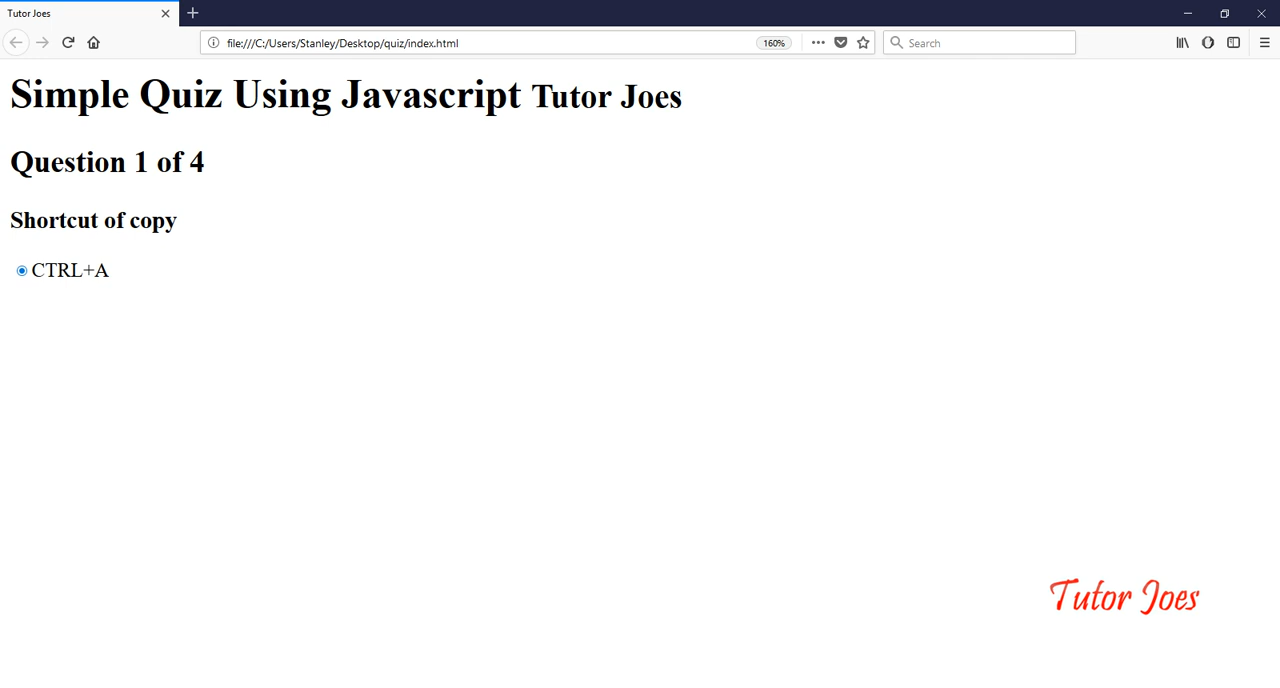 Tutor Joes
file:///C:/Users/Stanley/Desktop/quiz/index.html
160%
Search
Simple Quiz Using Javascript Tutor Joes
Question 1 of 4
Shortcut of copy
CTRL+A
Tutor Joes